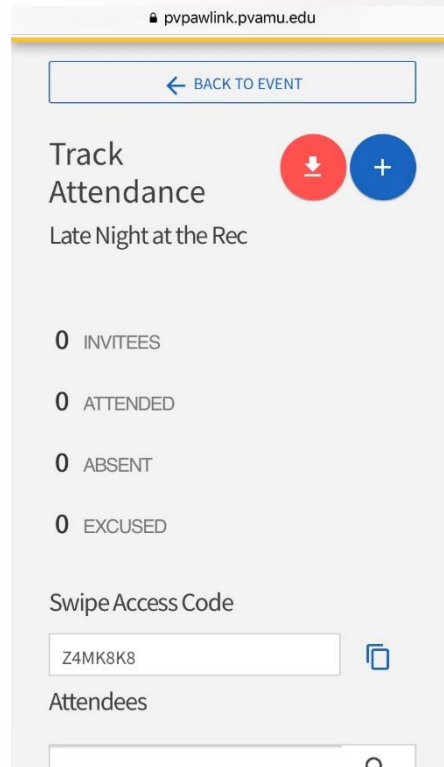 pvpawlink.pvamu.edu
BACK TO EVENT
Track
Attendance
Late Night at the Rec
0 INVITEES
0 ATTENDED
0 ABSENT
0 EXCUSED
Swipe Access Code
Z4MK8K8
Attendees